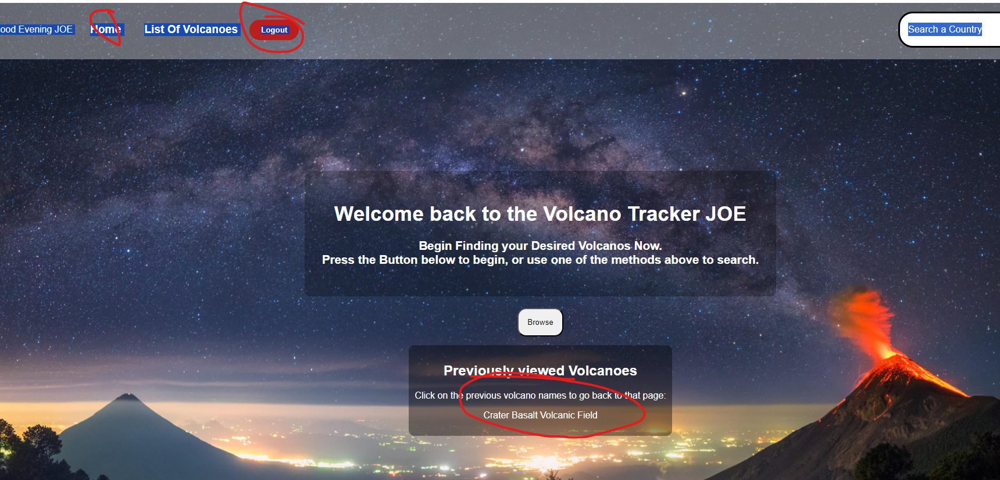 ood Evening JOE Home List Of Volcanoes Logout Search a Country
Welcome back to the Volcano Tracker JOE
Begin Finding your Desired Volcanos Now.
Press the Button below to begin, or use one of the methods above to search.
Browse
Previously viewed Volcanoes
Click on the previous volcano names to go back to that page:
Crater Basalt Volcanic Field